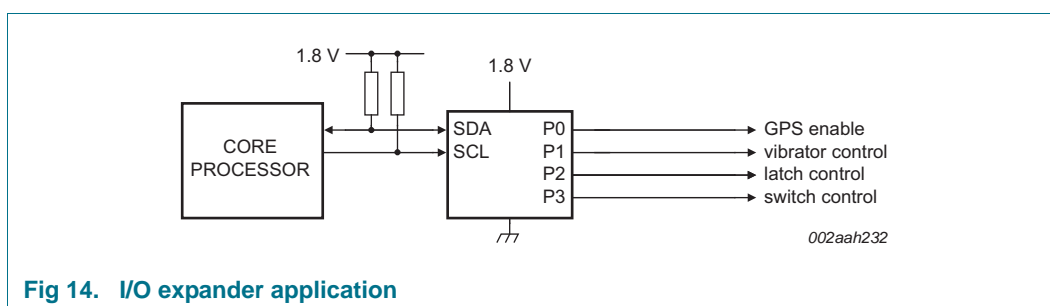 1.8 V
1.8 V
CORE
PROCESSOR
SDA
SCL
P0
P1
P2
P3
GPS enable
vibrator control
latch control
switch control
002aah232
Fig 14. I/O expander application